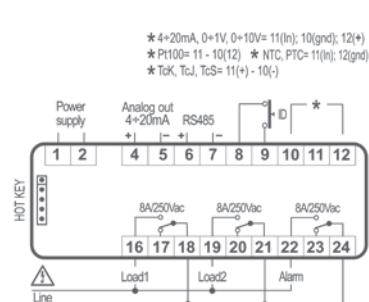 * 4÷20mA, 0÷1V, 0÷10V= 11(In); 10(gnd); 12(+)
* Pt100= 11 - 10(12) * NTC, PTC= 11(In); 12(gnd)
* TcK, TcJ, TcS= 11(+) - 10(-)
Power supply
Analog out 4÷20mA
RS485
ID
*
+ − + −
1 2 4 5 6 7 8 9 10 11 12
HOT KEY
8A/250Vac 8A/250Vac 8A/250Vac
16 17 18 19 20 21 22 23 24
Load1 Load2 Alarm
Line